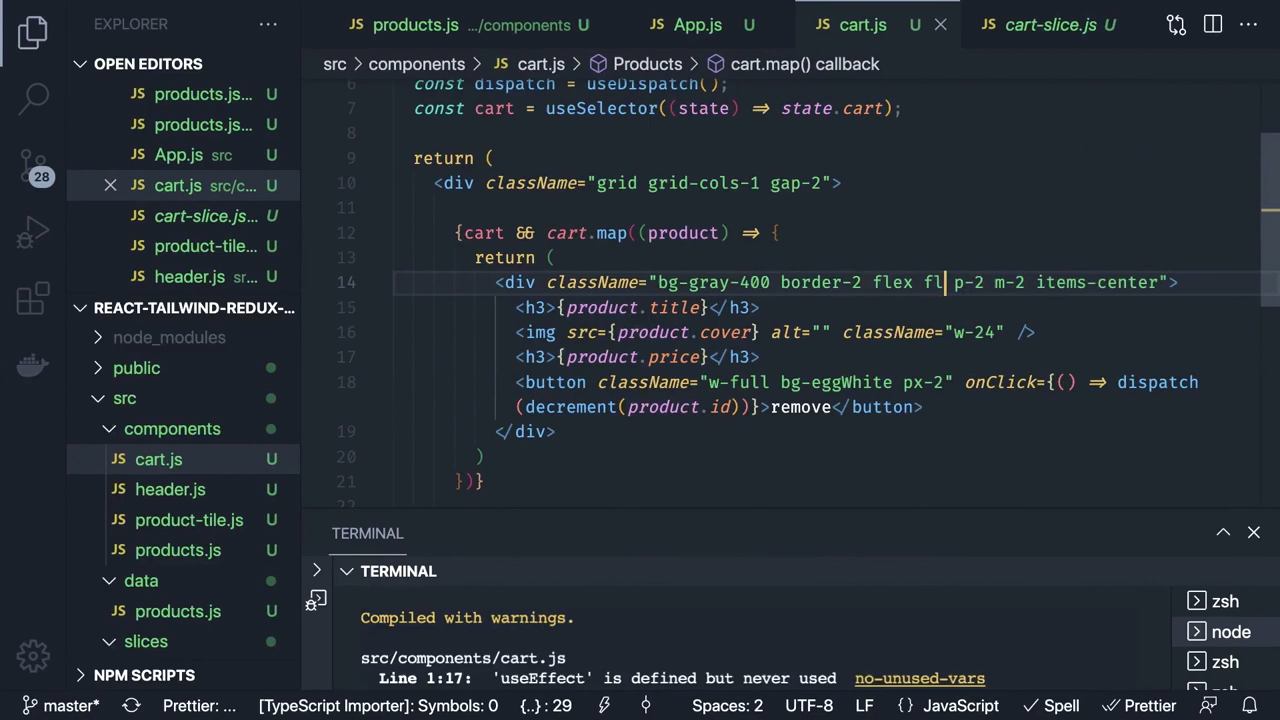 EXPLORER
OPEN EDITORS
products.js... U
products.js... U
App.js src U
cart.js src/c... U
cart-slice.js... U
product-tile... U
header.js src/c... U
28
REACT-TAILWIND-REDUX-...
node_modules
public
src
components
cart.js U
header.js U
product-tile.js U
products.js U
data
products.js U
slices
NPM SCRIPTS
JS products.js .../components U
JS App.js U
JS cart.js U
JS cart-slice.js U
src > components > JS cart.js > Products > cart.map() callback
6 const dispatch = useDispatch();
7 const cart = useSelector((state) => state.cart);
8
9 return (
10 <div className="grid grid-cols-1 gap-2">
11
12 {cart && cart.map((product) => {
13 return (
14 <div className="bg-gray-400 border-2 flex fl p-2 m-2 items-center">
15 <h3>{product.title}</h3>
16 <img src={product.cover} alt="" className="w-24" />
17 <h3>{product.price}</h3>
18 <button className="w-full bg-eggWhite px-2" onClick={() => dispatch
(decrement(product.id))}>remove</button>
19 </div>
20 )
21 })}
22
TERMINAL
TERMINAL
Compiled with warnings.
src/components/cart.js
Line 1:17: 'useEffect' is defined but never used no-unused-vars
zsh
node
zsh
master* Prettier: ... [TypeScript Importer]: Symbols: 0 {..} : 29 Spaces: 2 UTF-8 LF {} JavaScript Spell Prettier